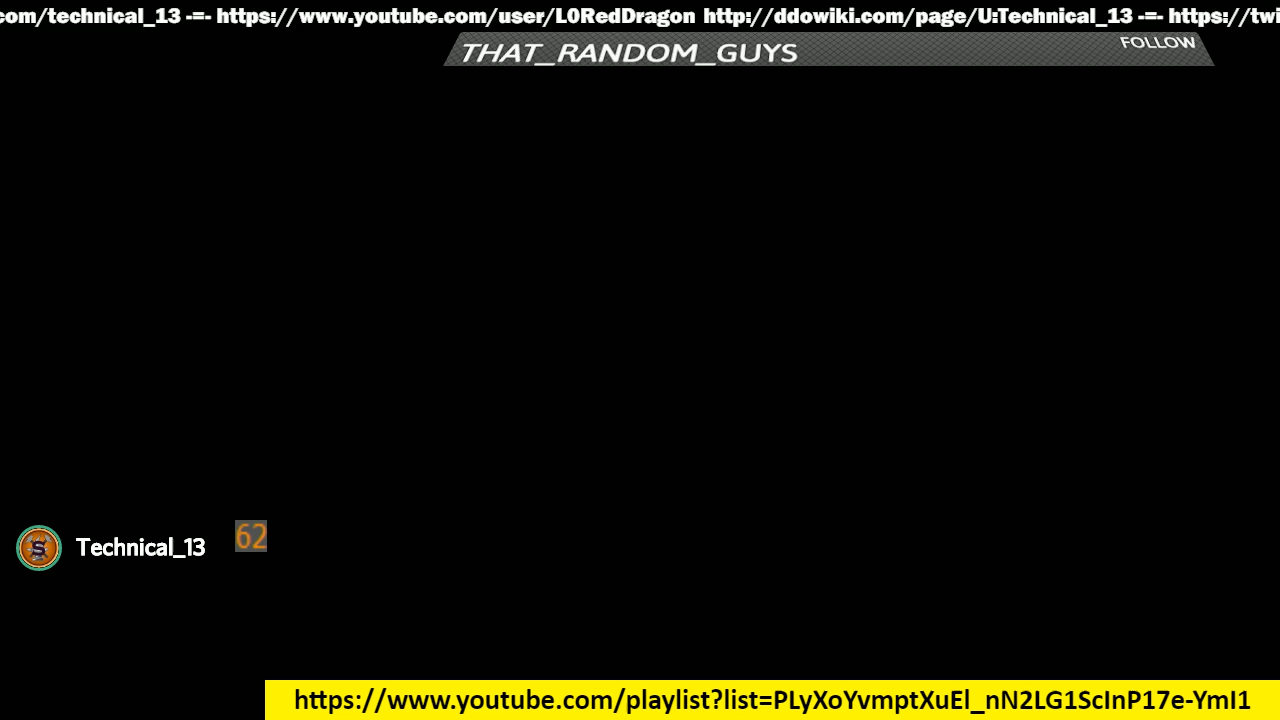 com/technical_13 -=- https://www.youtube.com/user/L0RedDragon http://ddowiki.com/page/U:Technical_13 -=- https://twi
THAT_RANDOM_GUYS FOLLOW
62
Technical_13
https://www.youtube.com/playlist?list=PLyXoYvmptXuEl_nN2LG1ScInP17e-YmI1